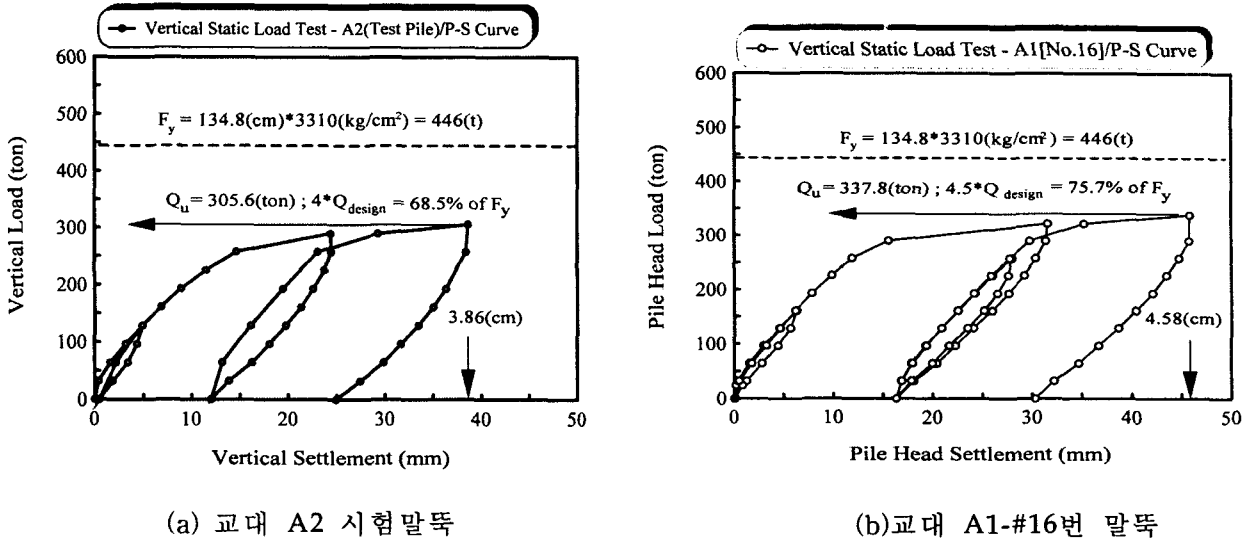 Vertical Static Load Test - A2(Test Pile)/P-S Curve
600
500
400
300
200
100
0
Vertical Load (ton)
F_y = 134.8(cm)*3310(kg/cm²) = 446(t)
Q_u = 305.6(ton) ; 4*Q_design = 68.5% of F_y
3.86(cm)
0 10 20 30 40 50
Vertical Settlement (mm)
(a) 교대 A2 시험말뚝
Vertical Static Load Test - A1[No.16]/P-S Curve
600
500
400
300
200
100
0
Pile Head Load (ton)
F_y = 134.8*3310(kg/cm²) = 446(t)
Q_u = 337.8(ton) ; 4.5*Q_design = 75.7% of F_y
4.58(cm)
0 10 20 30 40 50
Pile Head Settlement (mm)
(b)교대 A1-#16번 말뚝